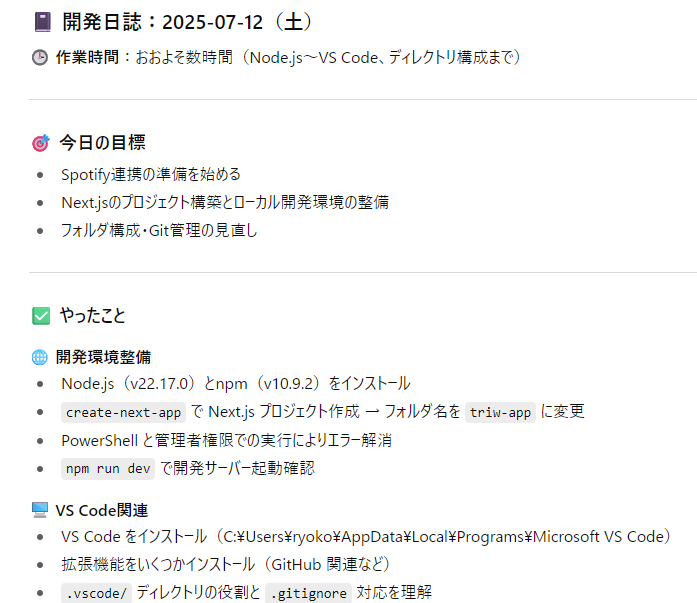 📓 開発日誌：2025-07-12（土）
🕒 作業時間：おおよそ数時間（Node.js～VS Code、ディレクトリ構成まで）
🎯 今日の目標
• Spotify連携の準備を始める
• Next.jsのプロジェクト構築とローカル開発環境の整備
• フォルダ構成・Git管理の見直し
✅ やったこと
🌐 開発環境整備
• Node.js（v22.17.0）とnpm（v10.9.2）をインストール
• create-next-app で Next.js プロジェクト作成 → フォルダ名を triw-app に変更
• PowerShell と管理者権限での実行によりエラー解消
• npm run dev で開発サーバー起動確認
🖥️ VS Code関連
• VS Code をインストール（C:¥Users¥ryoko¥AppData¥Local¥Programs¥Microsoft VS Code）
• 拡張機能をいくつかインストール（GitHub 関連など）
• .vscode/ ディレクトリの役割と .gitignore 対応を理解